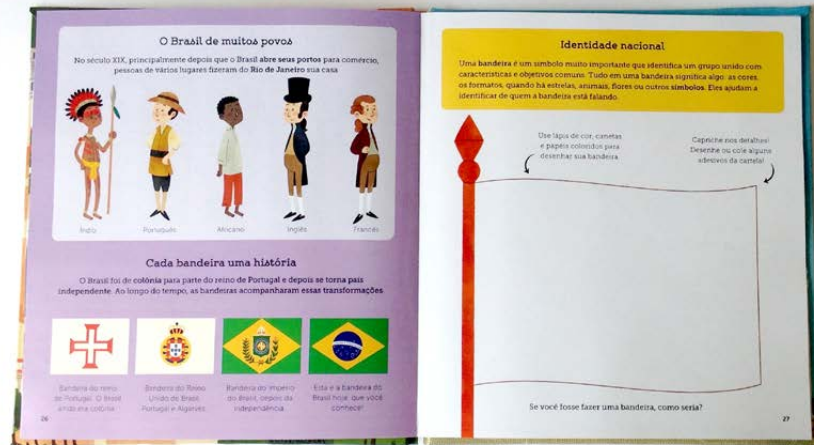 O Brasil de muitos povos
No século XIX, principalmente depois que o Brasil abre seus portos para comércio,
pessoas de vários lugares fizeram do Rio de Janeiro sua casa
Índio
Português
Africano
Inglês
Francês
Cada bandeira uma história
O Brasil foi de colônia para parte do reino de Portugal e depois se torna país
independente. Ao longo do tempo, as bandeiras acompanharam essas transformações
Bandeira do reino
de Portugal. O Brasil
ainda era colônia
Bandeira do Reino
Unido de Brasil,
Portugal e Algarves
Bandeira do Império
do Brasil, depois da
independência
Esta é a bandeira do
Brasil hoje, que você
conhece!
26
Identidade nacional
Uma bandeira é um símbolo muito importante que identifica um grupo unido com
características e objetivos comuns. Tudo em uma bandeira significa algo: as cores,
os formatos, quando há estrelas, animais, flores ou outros símbolos. Eles ajudam a
identificar de quem a bandeira está falando.
Use lápis de cor, canetas
e papéis coloridos para
desenhar sua bandeira
Capriche nos detalhes!
Desenhe ou cole alguns
adesivos da cartela!
Se você fosse fazer uma bandeira, como seria?
27